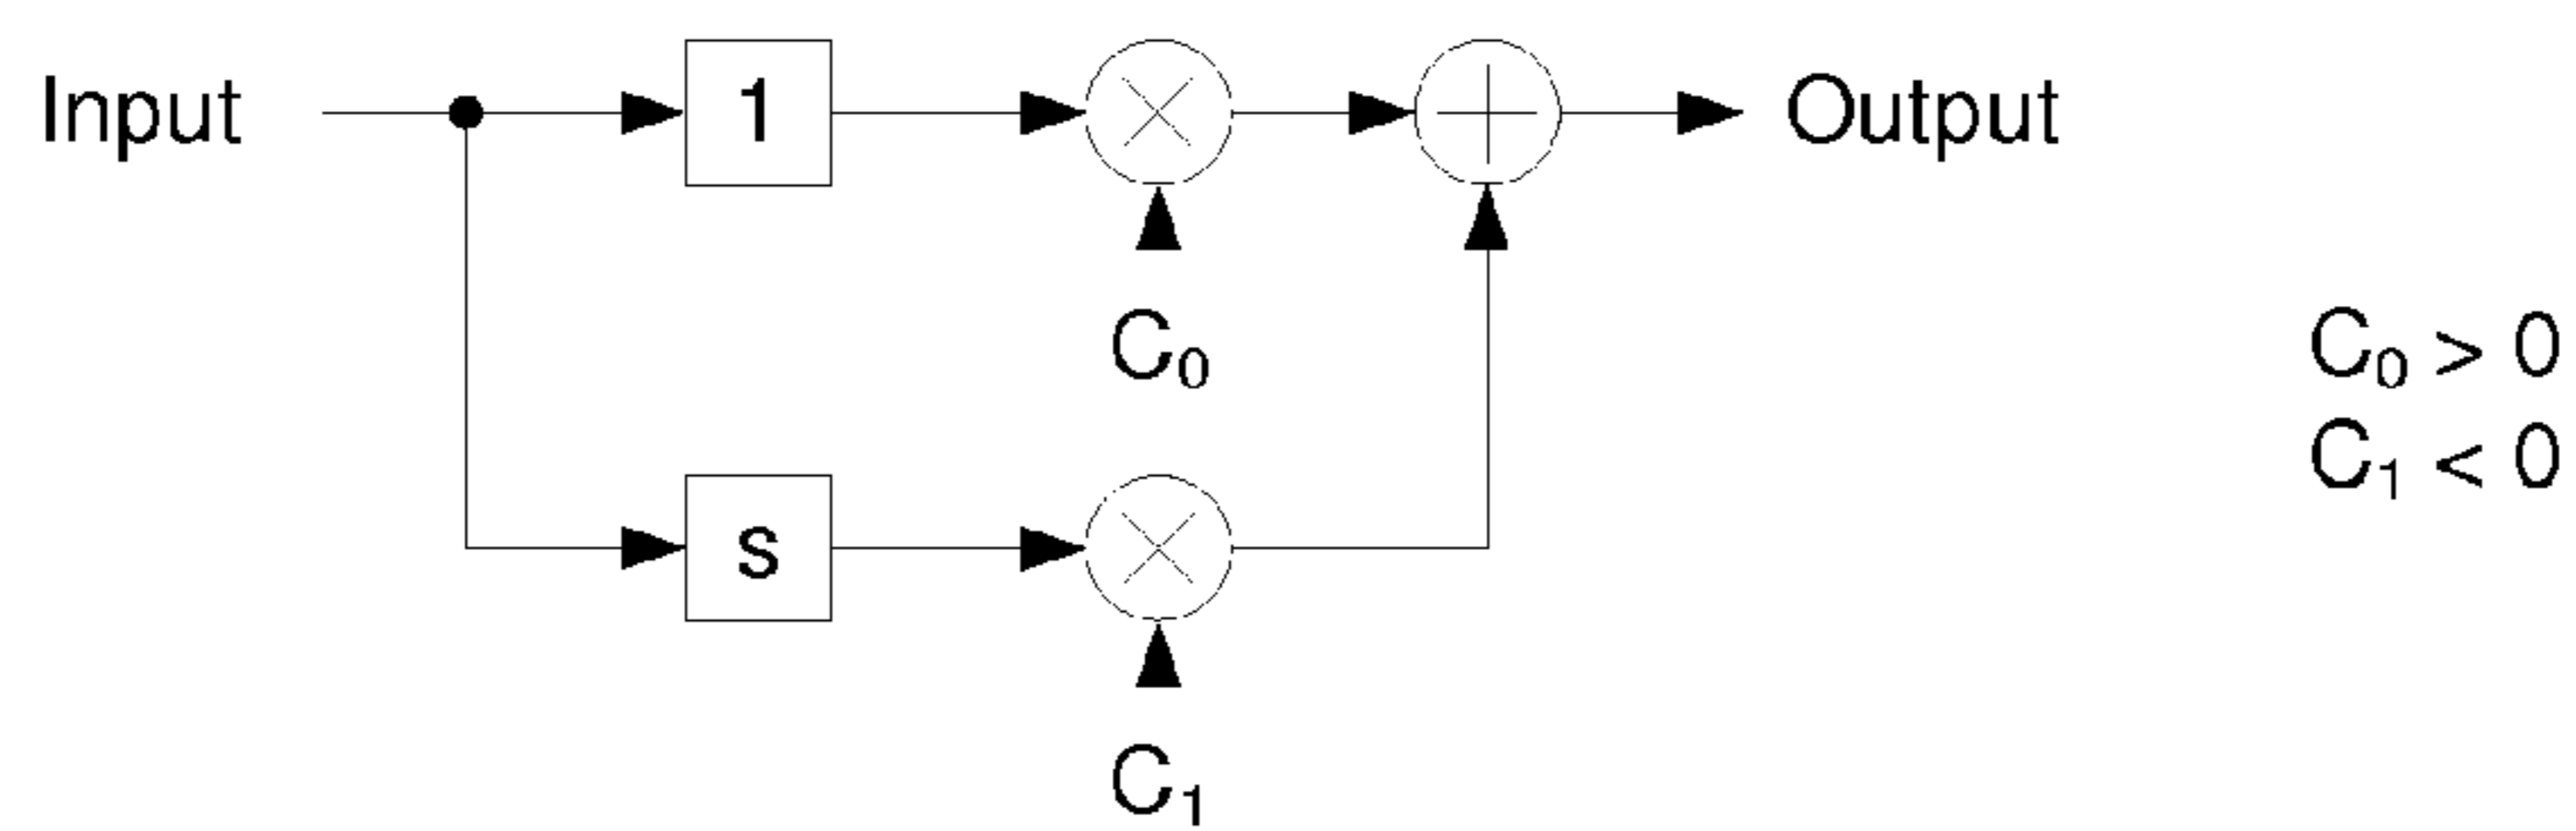 Input 1 Output
C₀
C₀ > 0
C₁ < 0
s
C₁